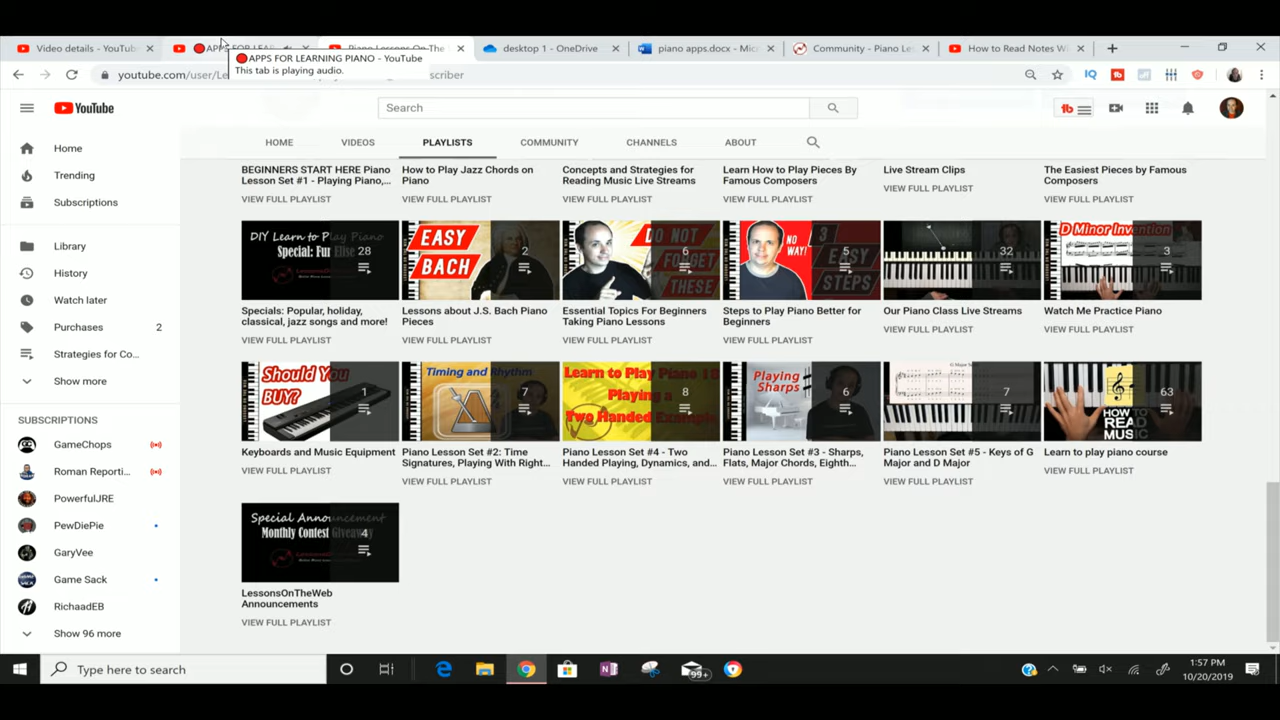 Video details - YouTub
APPS FOR LEAR
Piano Lessons On The
desktop 1 - OneDrive
piano apps.docx - Mic
Community - Piano Le
How to Read Notes W
APPS FOR LEARNING PIANO - YouTube
This tab is playing audio.
youtube.com/user/Le
scriber
YouTube
Search
HOME
VIDEOS
PLAYLISTS
COMMUNITY
CHANNELS
ABOUT
Home
Trending
Subscriptions
Library
History
Watch later
Purchases 2
Strategies for Co...
Show more
SUBSCRIPTIONS
GameChops
Roman Reporti...
PowerfulJRE
PewDiePie
GaryVee
Game Sack
RichaadEB
Show 96 more
BEGINNERS START HERE Piano
Lesson Set #1 - Playing Piano,...
VIEW FULL PLAYLIST
How to Play Jazz Chords on
Piano
VIEW FULL PLAYLIST
Concepts and Strategies for
Reading Music Live Streams
VIEW FULL PLAYLIST
Learn How to Play Pieces By
Famous Composers
VIEW FULL PLAYLIST
Live Stream Clips
VIEW FULL PLAYLIST
The Easiest Pieces by Famous
Composers
VIEW FULL PLAYLIST
DIY Learn to Play Piano
Special: Fur Elise
28
Specials: Popular, holiday,
classical, jazz songs and more!
VIEW FULL PLAYLIST
EASY
BACH
2
Lessons about J.S. Bach Piano
Pieces
VIEW FULL PLAYLIST
DO NOT
FORGET
THESE
6
Essential Topics For Beginners
Taking Piano Lessons
VIEW FULL PLAYLIST
NO
WAY!
3
EASY
STEPS
5
Steps to Play Piano Better for
Beginners
VIEW FULL PLAYLIST
32
Our Piano Class Live Streams
VIEW FULL PLAYLIST
D Minor Invention
3
Watch Me Practice Piano
VIEW FULL PLAYLIST
Should You
BUY?
1
Keyboards and Music Equipment
VIEW FULL PLAYLIST
Timing and Rhythm
7
Piano Lesson Set #2: Time
Signatures, Playing With Right...
VIEW FULL PLAYLIST
Learn to Play Piano 18
Playing a
Two Handed Example
8
Piano Lesson Set #4 - Two
Handed Playing, Dynamics, and...
VIEW FULL PLAYLIST
Playing
Sharps
6
Piano Lesson Set #3 - Sharps,
Flats, Major Chords, Eighth...
VIEW FULL PLAYLIST
G Major
7
Piano Lesson Set #5 - Keys of G
Major and D Major
VIEW FULL PLAYLIST
HOW TO
READ
MUSIC
63
Learn to play piano course
VIEW FULL PLAYLIST
Special Announcement
Monthly Contest Giveaway
4
LessonsOnTheWeb
Announcements
VIEW FULL PLAYLIST
Type here to search
99+
1:57 PM
10/20/2019